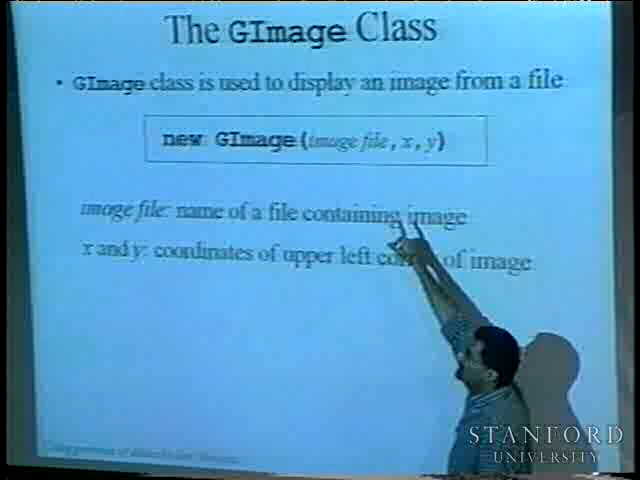 The GImage Class
• GImage class is used to display an image from a file
new GImage(image file, x, y)
image file: name of a file containing image
x and y: coordinates of upper left of image
STANFORD
UNIVERSITY